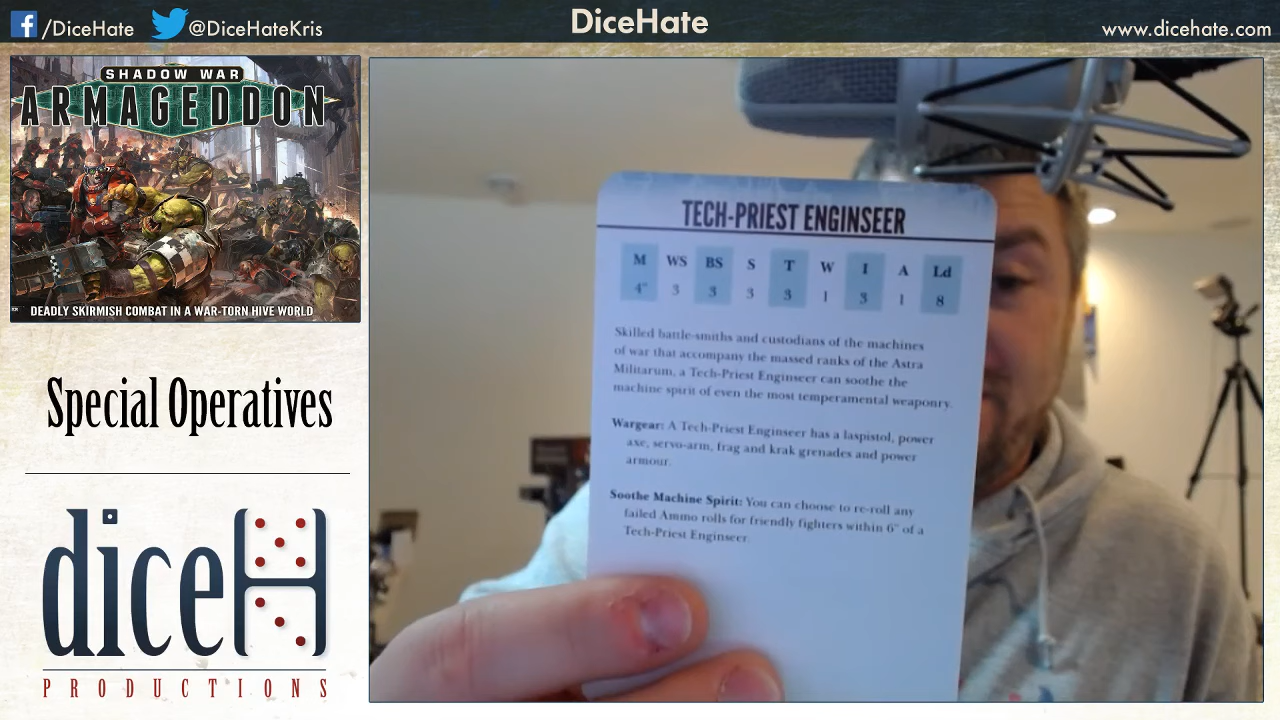 /DiceHate @DiceHateKris DiceHate www.dicehate.com
SHADOW WAR
ARMAGEDDON
DEADLY SKIRMISH COMBAT IN A WAR-TORN HIVE WORLD
Special Operatives
diceH
PRODUCTIONS
TECH-PRIEST ENGINSEER
M WS BS S T W I A Ld
4" 3 3 3 3 1 3 1 8
Skilled battle-smiths and custodians of the machines
of war that accompany the massed ranks of the Astra
Militarum, a Tech-Priest Enginseer can soothe the
machine spirit of even the most temperamental weaponry.
Wargear: A Tech-Priest Enginseer has a laspistol, power
axe, servo-arm, frag and krak grenades and power
armour.
Soothe Machine Spirit: You can choose to re-roll any
failed Ammo rolls for friendly fighters within 6" of a
Tech-Priest Enginseer.